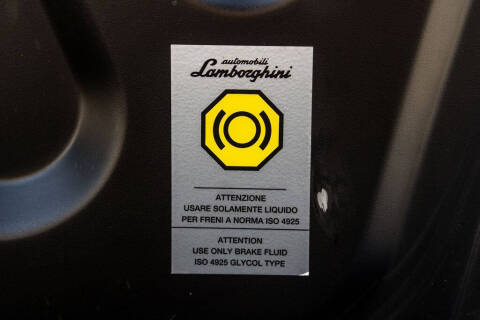 automobili
Lamborghini
ATTENZIONE
USARE SOLAMENTE LIQUIDO
PER FRENI A NORMA ISO 4925
ATTENTION
USE ONLY BRAKE FLUID
ISO 4925 GLYCOL TYPE